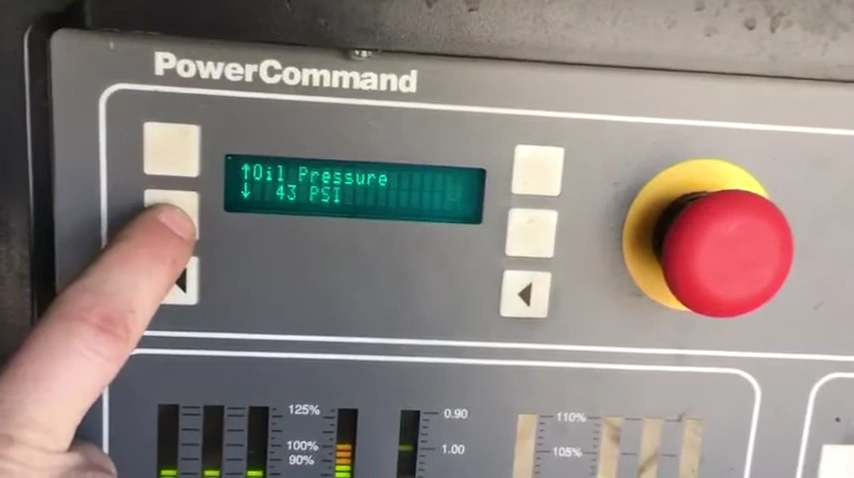 PowerCommand
↑Oil Pressure
↓ 43 PSI
125%
100%
90%
0.90
1.00
110%
105%